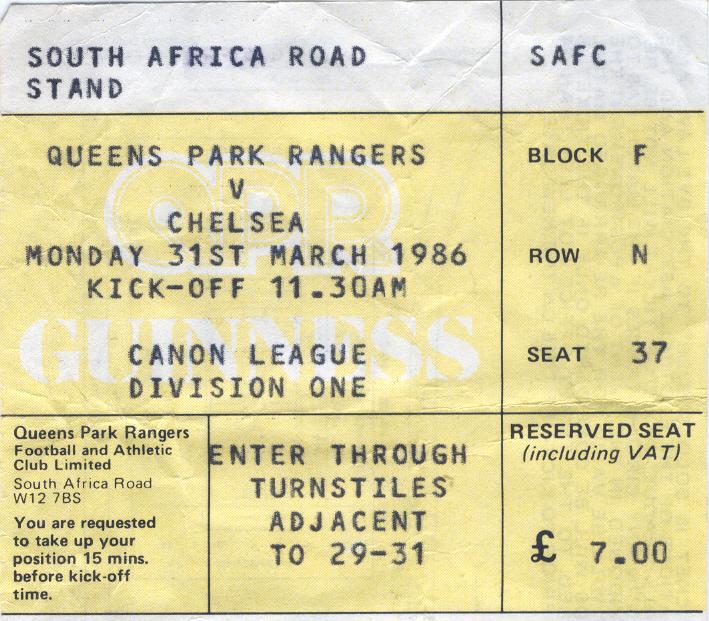 SOUTH AFRICA ROAD
STAND
SAFC
QPR
GUINNESS
QUEENS PARK RANGERS
V
CHELSEA
MONDAY 31ST MARCH 1986
KICK-OFF 11.30AM
CANON LEAGUE
DIVISION ONE
BLOCK F
ROW N
SEAT 37
Queens Park Rangers
Football and Athletic
Club Limited
South Africa Road
W12 7BS
You are requested
to take up your
position 15 mins.
before kick-off
time.
ENTER THROUGH
TURNSTILES
ADJACENT
TO 29-31
RESERVED SEAT
(including VAT)
£ 7.00